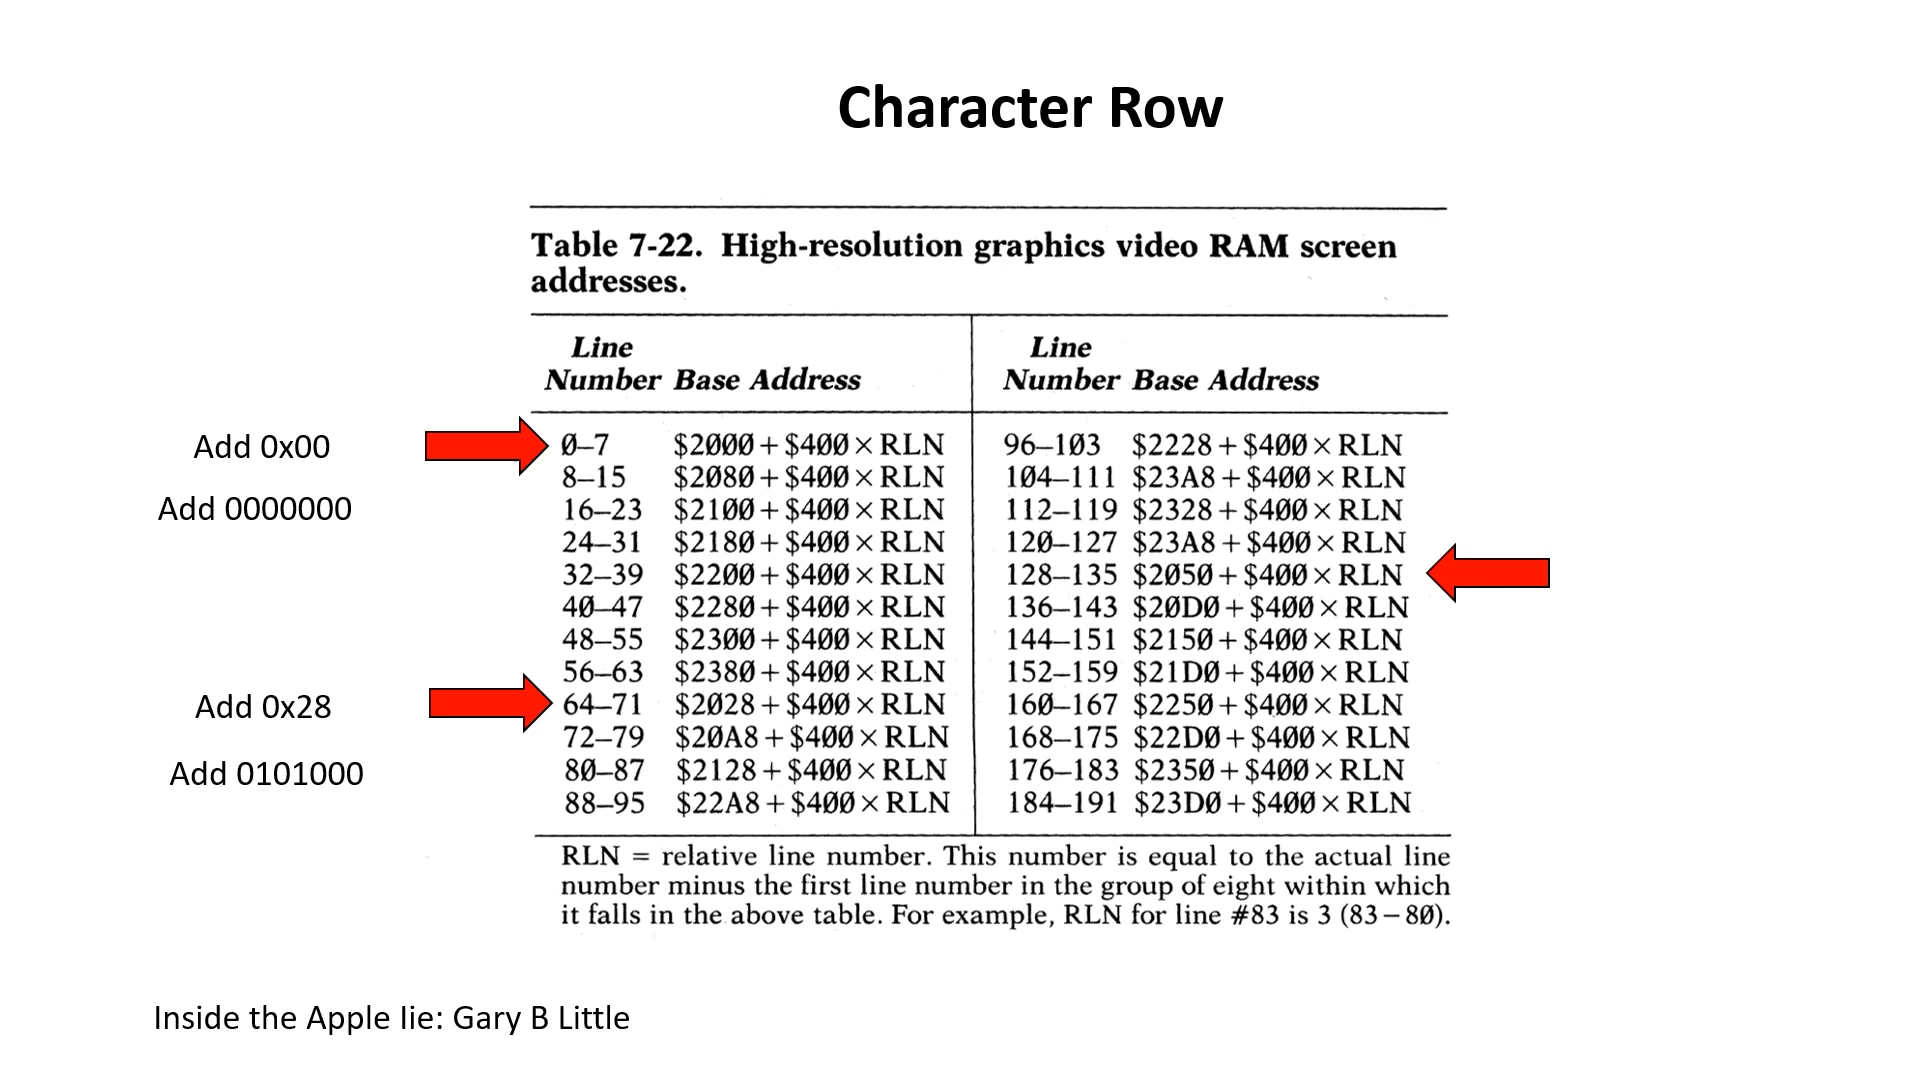 Character Row
Table 7-22. High-resolution graphics video RAM screen
addresses.
Line
Number Base Address
Line
Number Base Address
Add 0x00
Add 0000000
Add 0x28
Add 0101000
0–7 $2000 + $400 × RLN
8–15 $2080 + $400 × RLN
16–23 $2100 + $400 × RLN
24–31 $2180 + $400 × RLN
32–39 $2200 + $400 × RLN
40–47 $2280 + $400 × RLN
48–55 $2300 + $400 × RLN
56–63 $2380 + $400 × RLN
64–71 $2028 + $400 × RLN
72–79 $20A8 + $400 × RLN
80–87 $2128 + $400 × RLN
88–95 $22A8 + $400 × RLN
96–103 $2228 + $400 × RLN
104–111 $23A8 + $400 × RLN
112–119 $2328 + $400 × RLN
120–127 $23A8 + $400 × RLN
128–135 $2050 + $400 × RLN
136–143 $20D0 + $400 × RLN
144–151 $2150 + $400 × RLN
152–159 $21D0 + $400 × RLN
160–167 $2250 + $400 × RLN
168–175 $22D0 + $400 × RLN
176–183 $2350 + $400 × RLN
184–191 $23D0 + $400 × RLN
RLN = relative line number. This number is equal to the actual line
number minus the first line number in the group of eight within which
it falls in the above table. For example, RLN for line #83 is 3 (83 – 80).
Inside the Apple Iie: Gary B Little